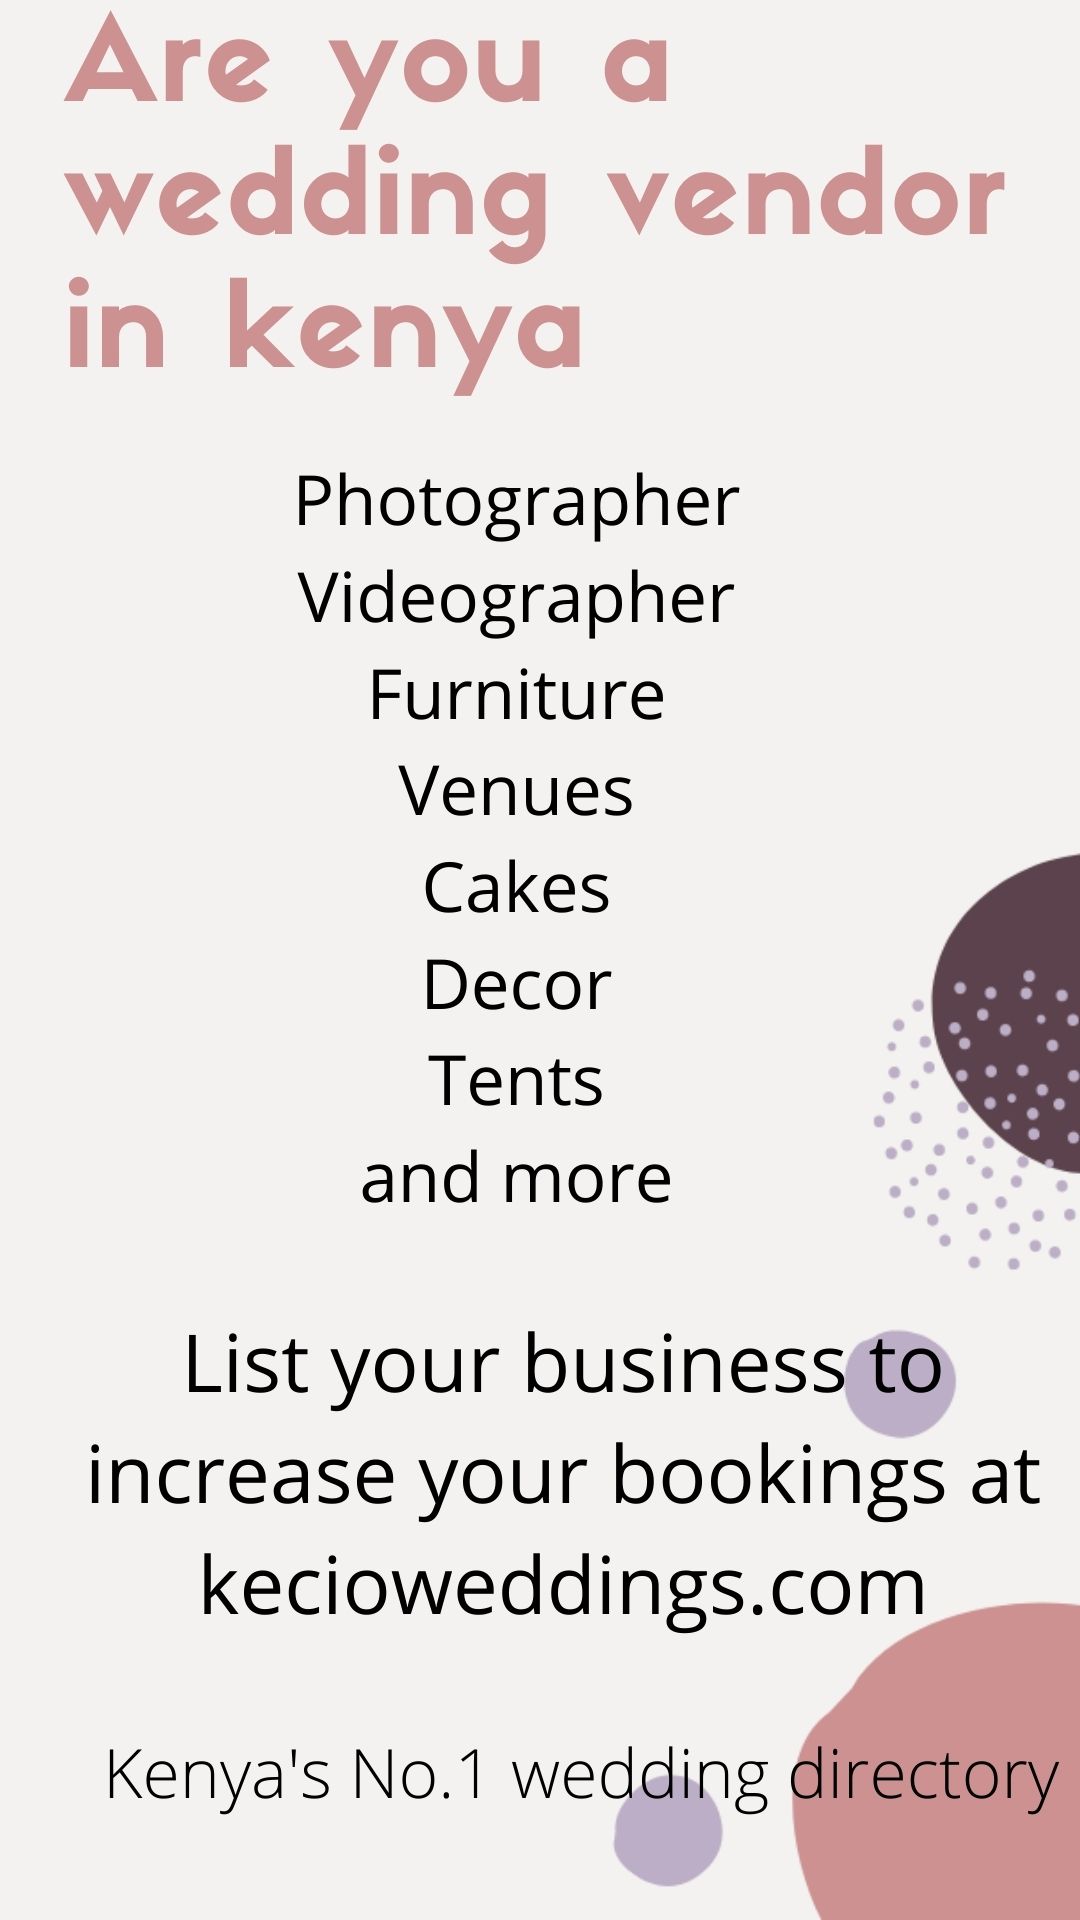 Are you a
wedding vendor
in kenya
Photographer
Videographer
Furniture
Venues
Cakes
Decor
Tents
and more
List your business to
increase your bookings at
kecioweddings.com
Kenya's No.1 wedding directory